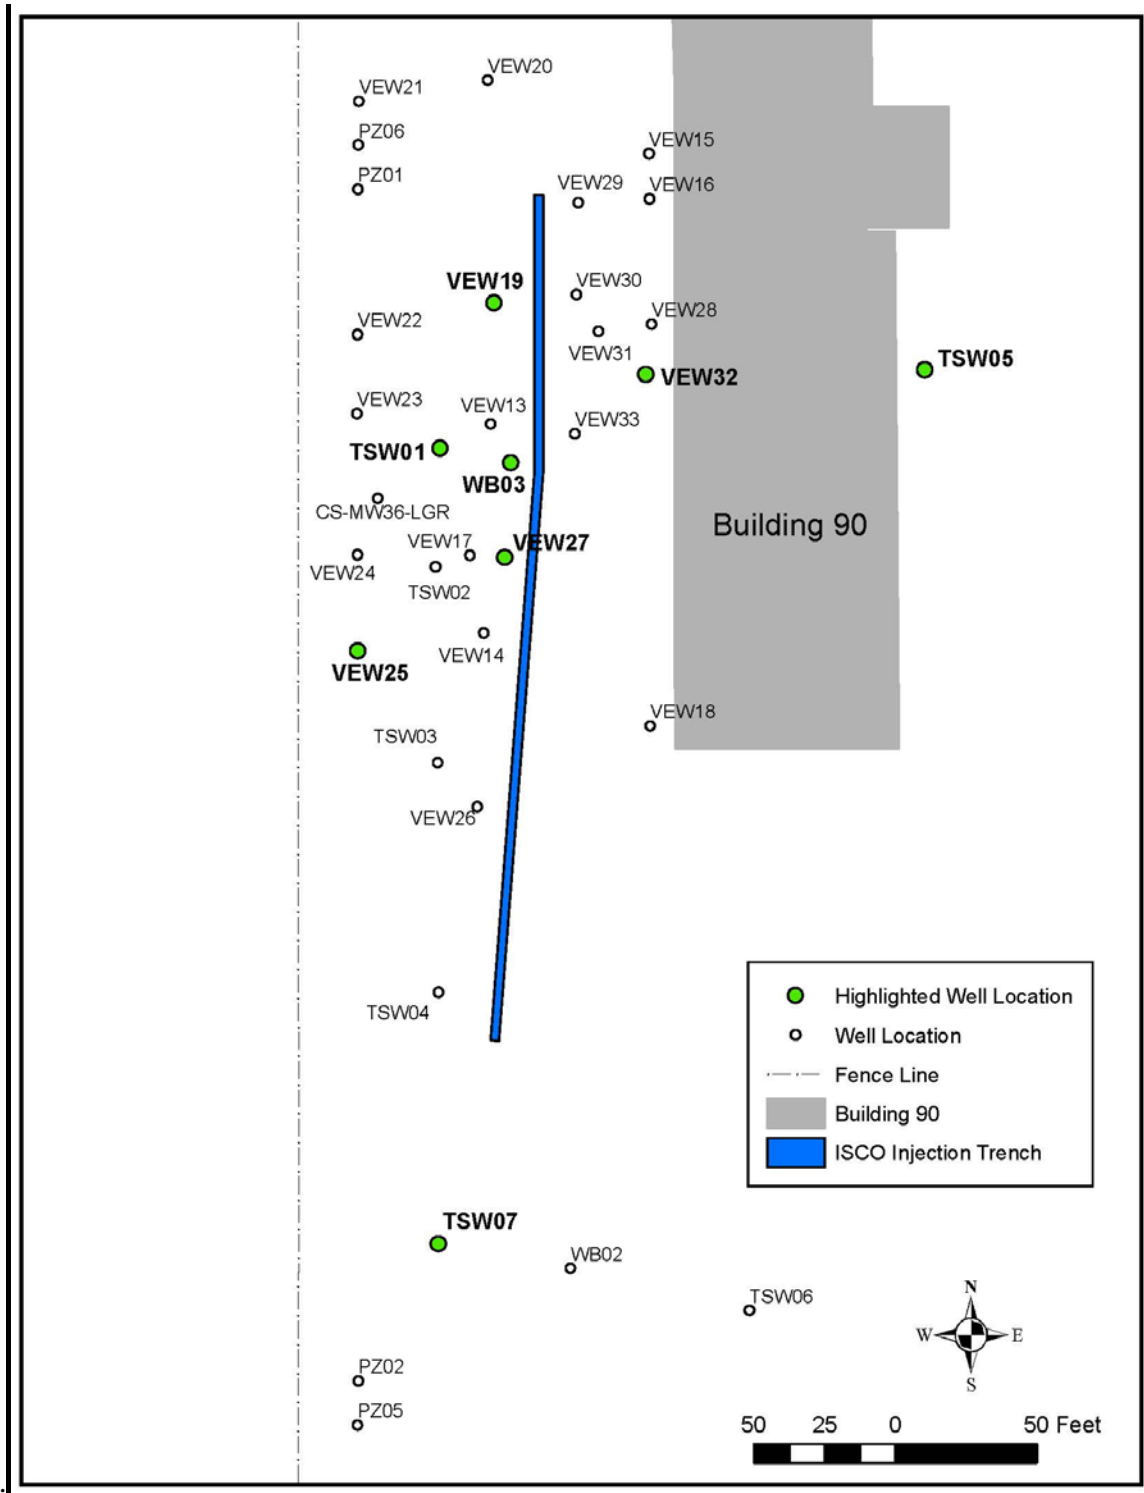 VEW20
VEW21
PZ06
VEW15
PZ01
VEW29
VEW16
VEW19
VEW30
VEW22
VEW28
VEW31
TSW05
VEW32
VEW23
VEW13
VEW33
TSW01
WB03
CS-MW36-LGR
Building 90
VEW17
VEW27
VEW24
TSW02
VEW14
VEW25
VEW18
TSW03
VEW26
TSW04
Highlighted Well Location
Well Location
Fence Line
Building 90
ISCO Injection Trench
TSW07
WB02
TSW06
N
W
E
S
PZ02
PZ05
50 25 0 50 Feet